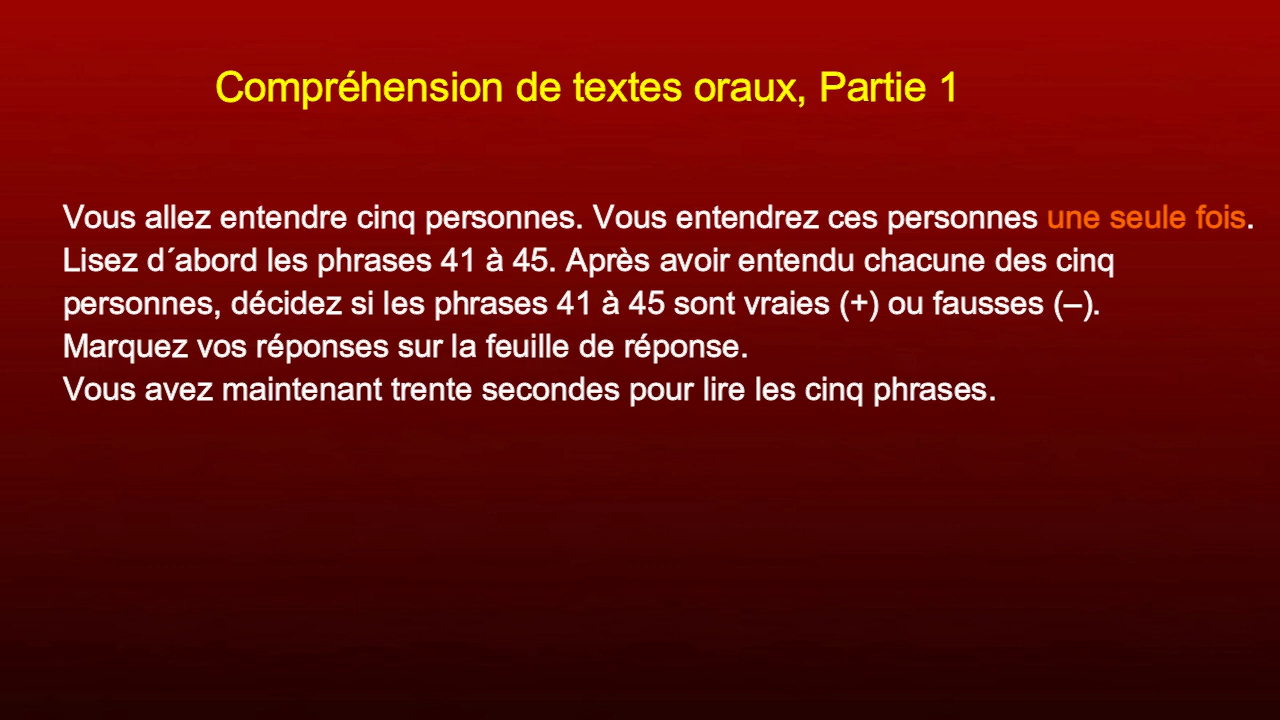 Compréhension de textes oraux, Partie 1
Vous allez entendre cinq personnes. Vous entendrez ces personnes une seule fois.
Lisez d´abord les phrases 41 à 45. Après avoir entendu chacune des cinq
personnes, décidez si les phrases 41 à 45 sont vraies (+) ou fausses (–).
Marquez vos réponses sur la feuille de réponse.
Vous avez maintenant trente secondes pour lire les cinq phrases.